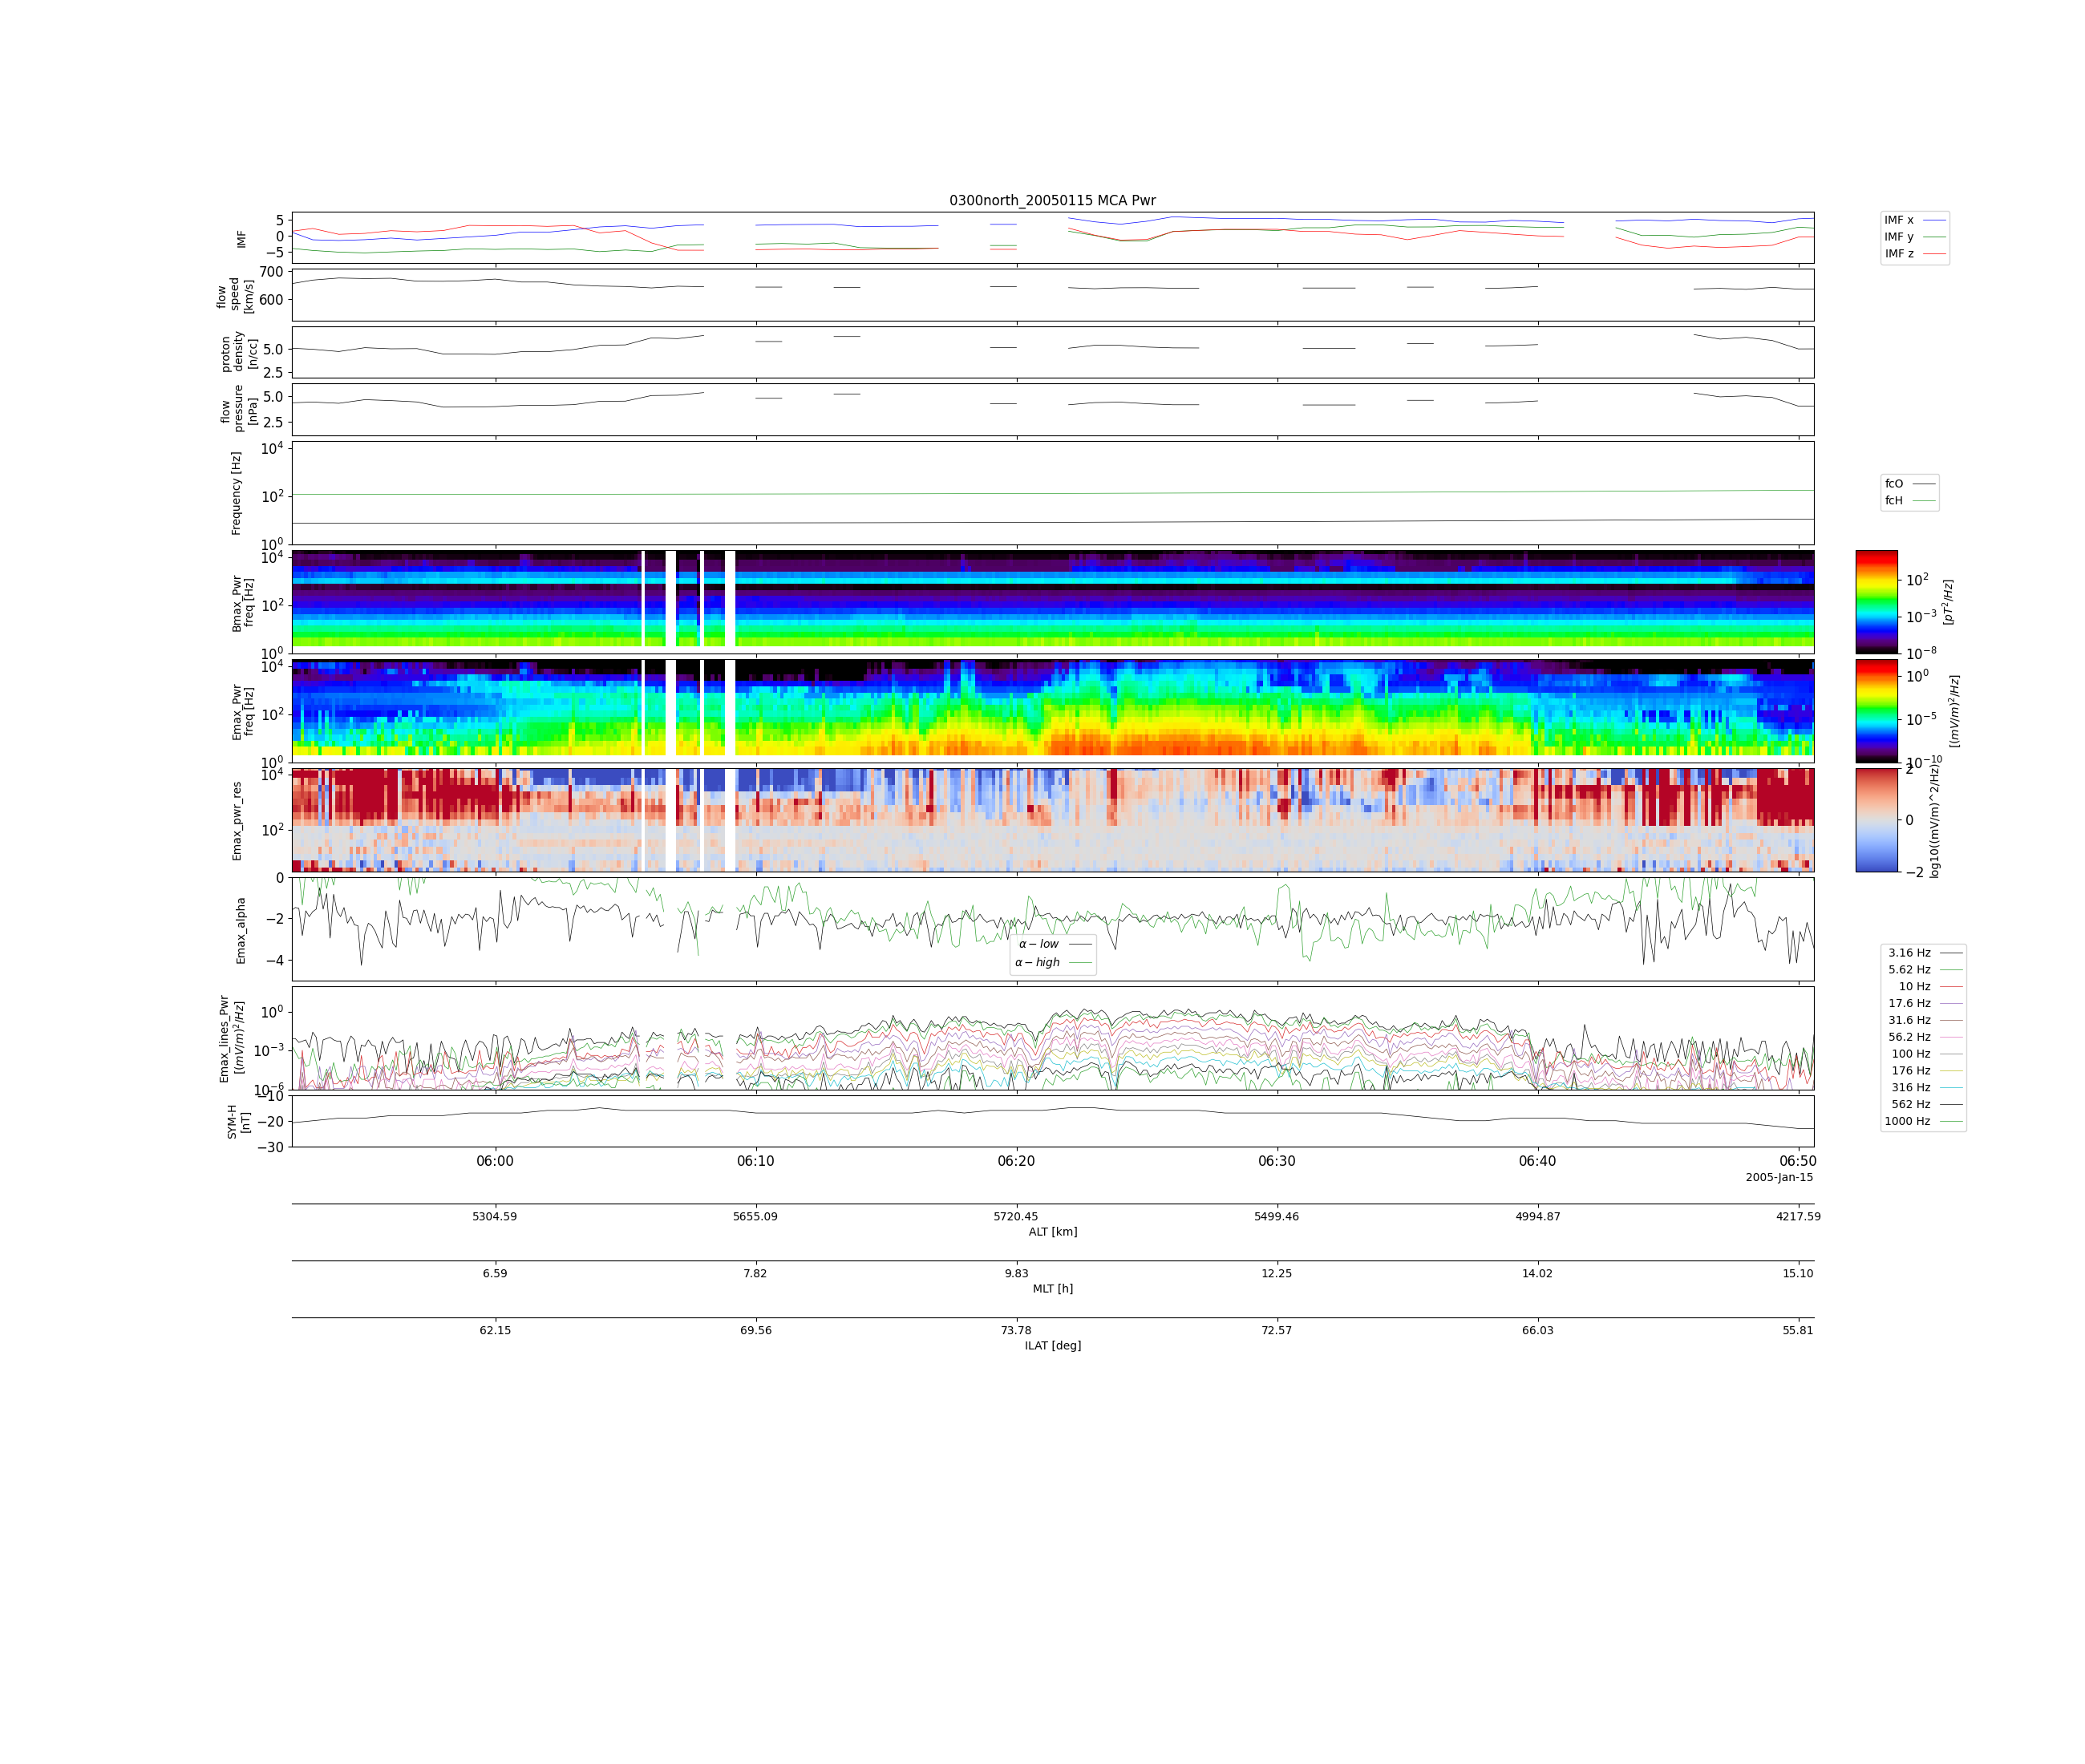 0300north_20050115 MCA Pwr
IMF
5
0
−5
IMF x
IMF y
IMF z
flow
speed
[km/s]
700
600
proton
density
[n/cc]
5.0
2.5
flow
pressure
[nPa]
5.0
2.5
Frequency [Hz]
10^4
10^2
10^0
fcO
fcH
Bmax_Pwr
freq [Hz]
10^4
10^2
10^0
10^2
10^−3
10^−8
[pT^2/Hz]
Emax_Pwr
freq [Hz]
10^4
10^2
10^0
10^0
10^−5
10^−10
[(mV/m)^2/Hz]
Emax_pwr_res
10^4
10^2
2
0
−2
log10((mV/m)^2/Hz)
Emax_alpha
0
−2
−4
α − low
α − high
Emax_lines_Pwr
[(mV/m)^2/Hz]
10^0
10^−3
10^−6
3.16 Hz
5.62 Hz
10 Hz
17.6 Hz
31.6 Hz
56.2 Hz
100 Hz
176 Hz
316 Hz
562 Hz
1000 Hz
SYM-H
[nT]
−10
−20
−30
06:00 06:10 06:20 06:30 06:40 06:50
2005-Jan-15
5304.59 5655.09 5720.45 5499.46 4994.87 4217.59
ALT [km]
6.59 7.82 9.83 12.25 14.02 15.10
MLT [h]
62.15 69.56 73.78 72.57 66.03 55.81
ILAT [deg]